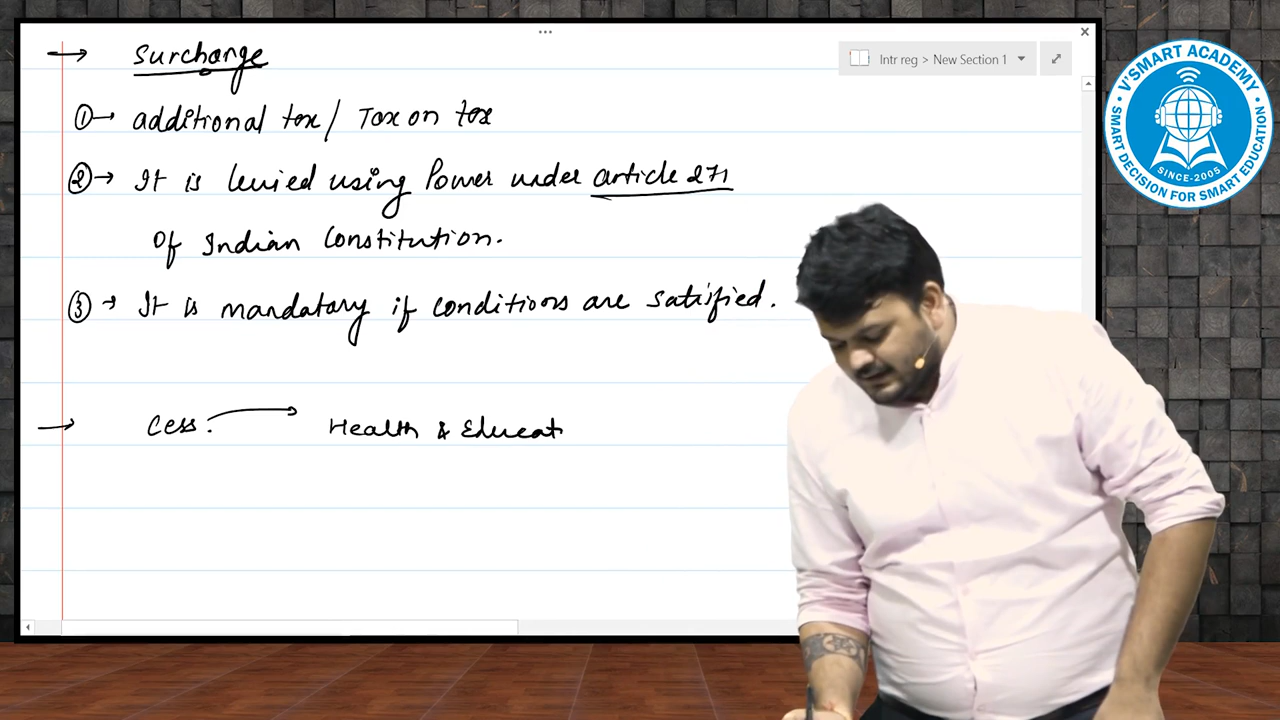 → Surcharge
① → additional tax / Tax on tax
② → It is levied using Power under article 271
of Indian Constitution.
③ → It is mandatory if conditions are satisfied.
→ Cess. → Health & Educat
Intr reg > New Section 1
V'SMART ACADEMY
SINCE-2005
SMART DECISION FOR SMART EDUCATION